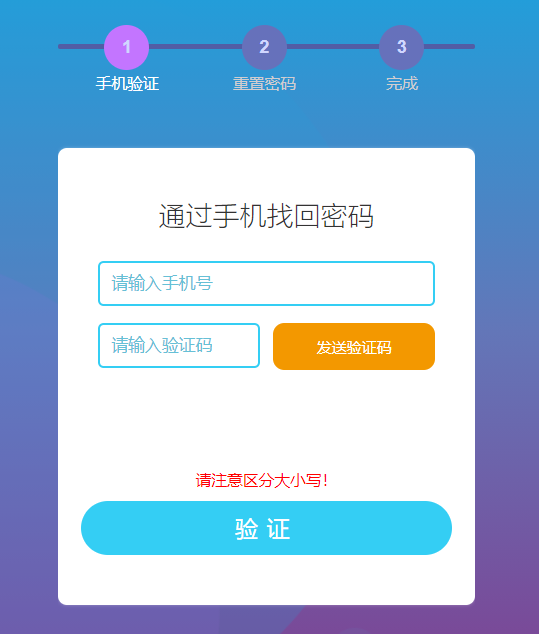 1 2 3
手机验证 重置密码 完成
通过手机找回密码
请输入手机号
请输入验证码 发送验证码
请注意区分大小写!
验 证